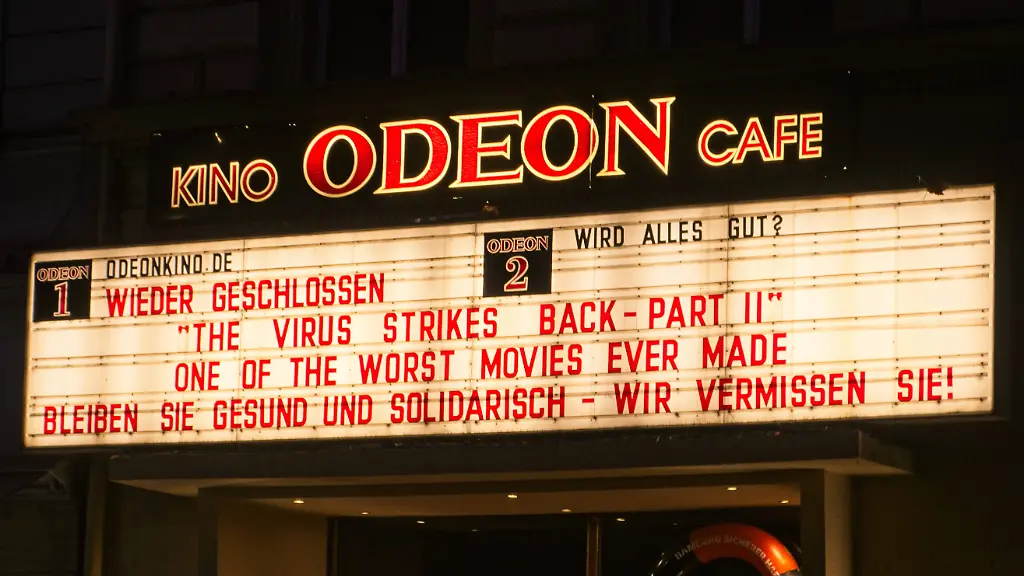 KINO ODEON CAFE
ODEON 1
ODEONKINO.DE
ODEON 2
WIRD ALLES GUT?
WIEDER GESCHLOSSEN
"THE VIRUS STRIKES BACK - PART II"
ONE OF THE WORST MOVIES EVER MADE
BLEIBEN SIE GESUND UND SOLIDARISCH - WIR VERMISSEN SIE!
BAMBERG